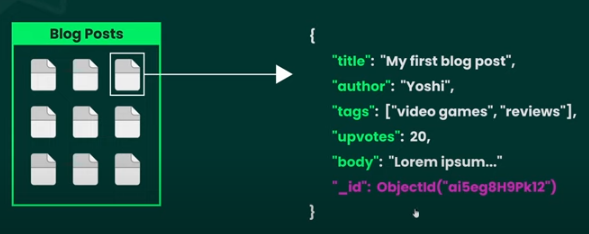 Blog Posts
{
"title": "My first blog post",
"author": "Yoshi",
"tags": ["video games", "reviews"],
"upvotes": 20,
"body": "Lorem ipsum..."
"_id": ObjectId("ai5eg8H9Pk12")
}